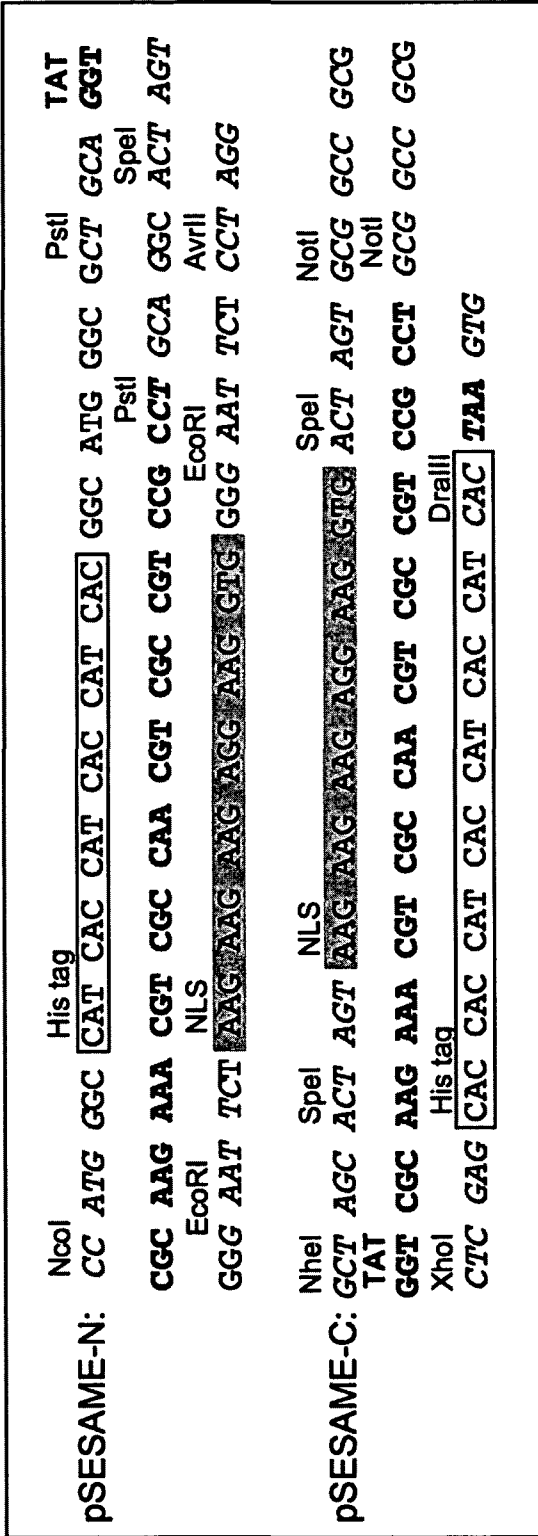 NcoI His tag PstI TAT
pSESAME-N: CC ATG GGC CAT CAC CAT CAC CAT CAC GGC ATG GGC GCT GCA GGT
PstI SpeI
CGC AAG AAA CGT CGC CAA CGT CGC CGT CCG CCT GCA GGC ACT AGT
EcoRI NLS EcoRI AvrII
GGG AAT TCT AAG AAG AAG AGG AAG GTG GGG AAT TCT CCT AGG
NheI SpeI NLS SpeI NotI
pSESAME-C: GCT AGC ACT AGT AAG AAG AAG AGG AAG GTG ACT AGT GCG GCC GCG
TAT NotI
GGT CGC AAG AAA CGT CGC CAA CGT CGC CGT CCG CCT GCG GCC GCG
XhoI His tag DraIII
CTC GAG CAC CAC CAT CAC CAT CAC CAT CAC TAA GTG